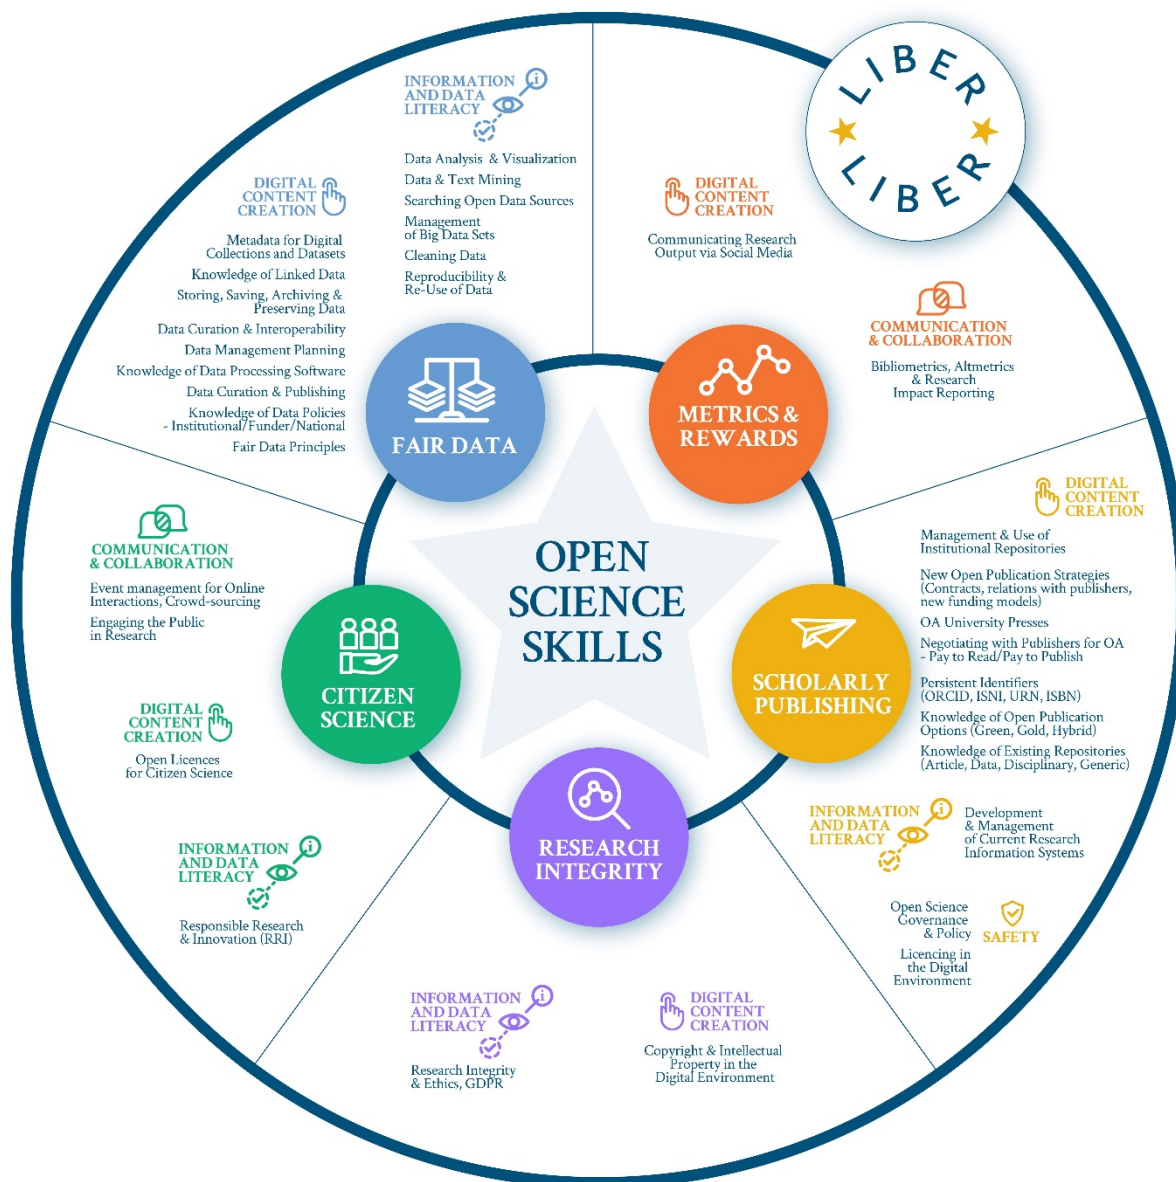 LIBER
LIBER
OPEN
SCIENCE
SKILLS
FAIR DATA
INFORMATION
AND DATA
LITERACY
Data Analysis & Visualization
Data & Text Mining
Searching Open Data Sources
Management
of Big Data Sets
Cleaning Data
Reproducibility &
Re-Use of Data
DIGITAL
CONTENT
CREATION
Metadata for Digital
Collections and Datasets
Knowledge of Linked Data
Storing, Saving, Archiving &
Preserving Data
Data Curation & Interoperability
Data Management Planning
Knowledge of Data Processing Software
Data Curation & Publishing
Knowledge of Data Policies
- Institutional/Funder/National
Fair Data Principles
METRICS &
REWARDS
DIGITAL
CONTENT
CREATION
Communicating Research
Output via Social Media
COMMUNICATION
& COLLABORATION
Bibliometrics, Altmetrics
& Research
Impact Reporting
SCHOLARLY
PUBLISHING
DIGITAL
CONTENT
CREATION
Management & Use of
Institutional Repositories
New Open Publication Strategies
(Contracts, relations with publishers,
new funding models)
OA University Presses
Negotiating with Publishers for OA
- Pay to Read/Pay to Publish
Persistent Identifiers
(ORCID, ISNI, URN, ISBN)
Knowledge of Open Publication
Options (Green, Gold, Hybrid)
Knowledge of Existing Repositories
(Article, Data, Disciplinary, Generic)
INFORMATION
AND DATA
LITERACY
Development
& Management
of Current Research
Information Systems
SAFETY
Open Science
Governance
& Policy
Licencing in
the Digital
Environment
RESEARCH
INTEGRITY
DIGITAL
CONTENT
CREATION
Copyright & Intellectual
Property in the
Digital Environment
INFORMATION
AND DATA
LITERACY
Research Integrity
& Ethics, GDPR
CITIZEN
SCIENCE
COMMUNICATION
& COLLABORATION
Event management for Online
Interactions, Crowd-sourcing
Engaging the Public
in Research
DIGITAL
CONTENT
CREATION
Open Licences
for Citizen Science
INFORMATION
AND DATA
LITERACY
Responsible Research
& Innovation (RRI)